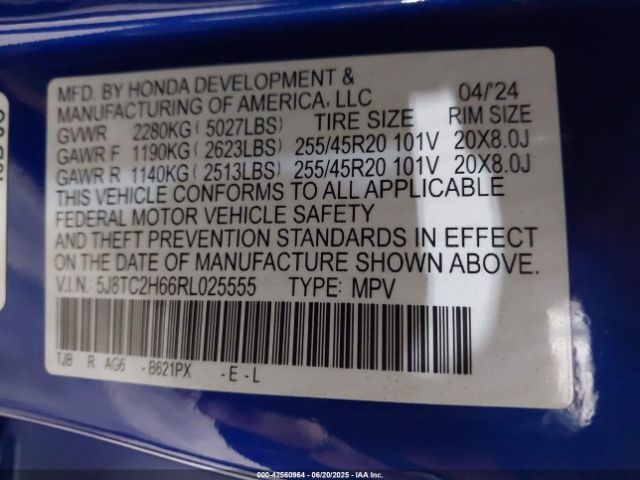 MFD. BY HONDA DEVELOPMENT &
MANUFACTURING OF AMERICA, LLC 04/'24
GVWR 2280KG ( 5027LBS) TIRE SIZE RIM SIZE
GAWR F 1190KG ( 2623LBS) 255/45R20 101V 20X8.0J
GAWR R 1140KG ( 2513LBS) 255/45R20 101V 20X8.0J
THIS VEHICLE CONFORMS TO ALL APPLICABLE
FEDERAL MOTOR VEHICLE SAFETY
AND THEFT PREVENTION STANDARDS IN EFFECT
ON THE DATE OF MANUFACTURE SHOWN ABOVE.
V.I.N.: 5J8TC2H66RL025555 TYPE: MPV
TJB R AG6 - B621PX - E - L
000-42560964 - 06/20/2025 - IAA Inc.